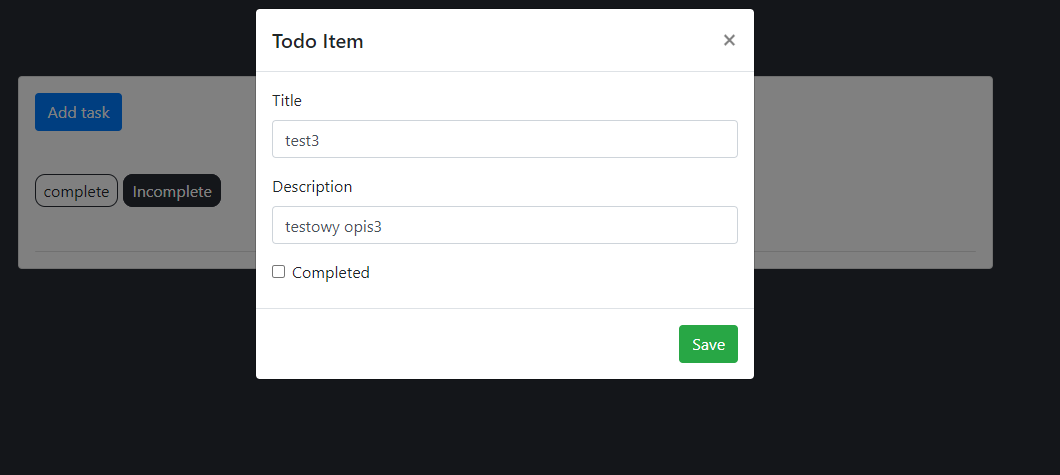 Todo Item ×
Title
Add task
test3
Description
complete Incomplete
testowy opis3
Completed
Save